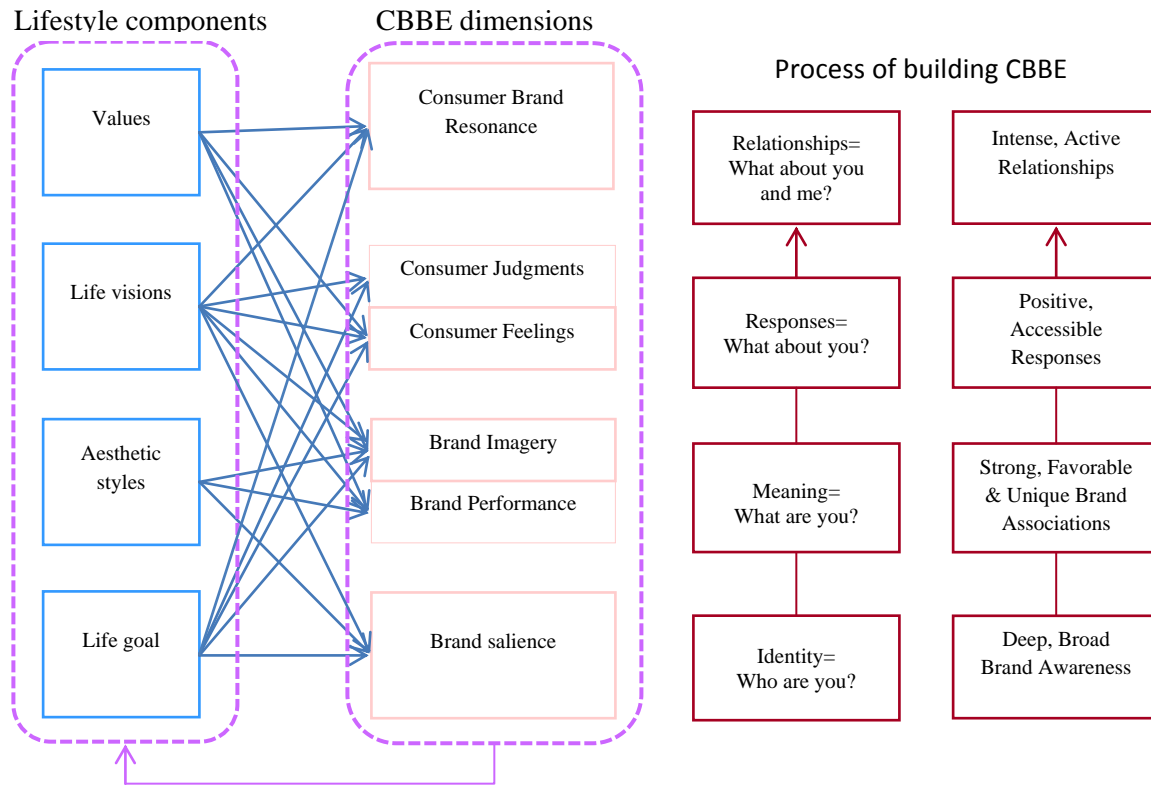 Lifestyle components
CBBE dimensions
Values
Life visions
Aesthetic
styles
Life goal
Consumer Brand
Resonance
Consumer Judgments
Consumer Feelings
Brand Imagery
Brand Performance
Brand salience
Process of building CBBE
Relationships=
What about you
and me?
Responses=
What about you?
Meaning=
What are you?
Identity=
Who are you?
Intense, Active
Relationships
Positive,
Accessible
Responses
Strong, Favorable
& Unique Brand
Associations
Deep, Broad
Brand Awareness